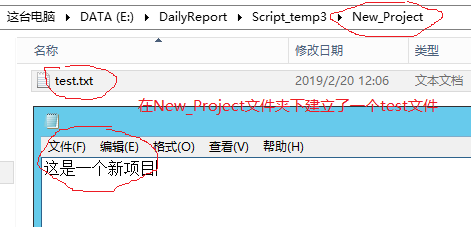 这台电脑 › DATA (E:) › DailyReport › Script_temp3 › New_Project
名称 修改日期 类型
test.txt 2019/2/20 12:06 文本文档
在New_Project文件夹下建立了一个test文件
文件(F) 编辑(E) 格式(O) 查看(V) 帮助(H)
这是一个新项目